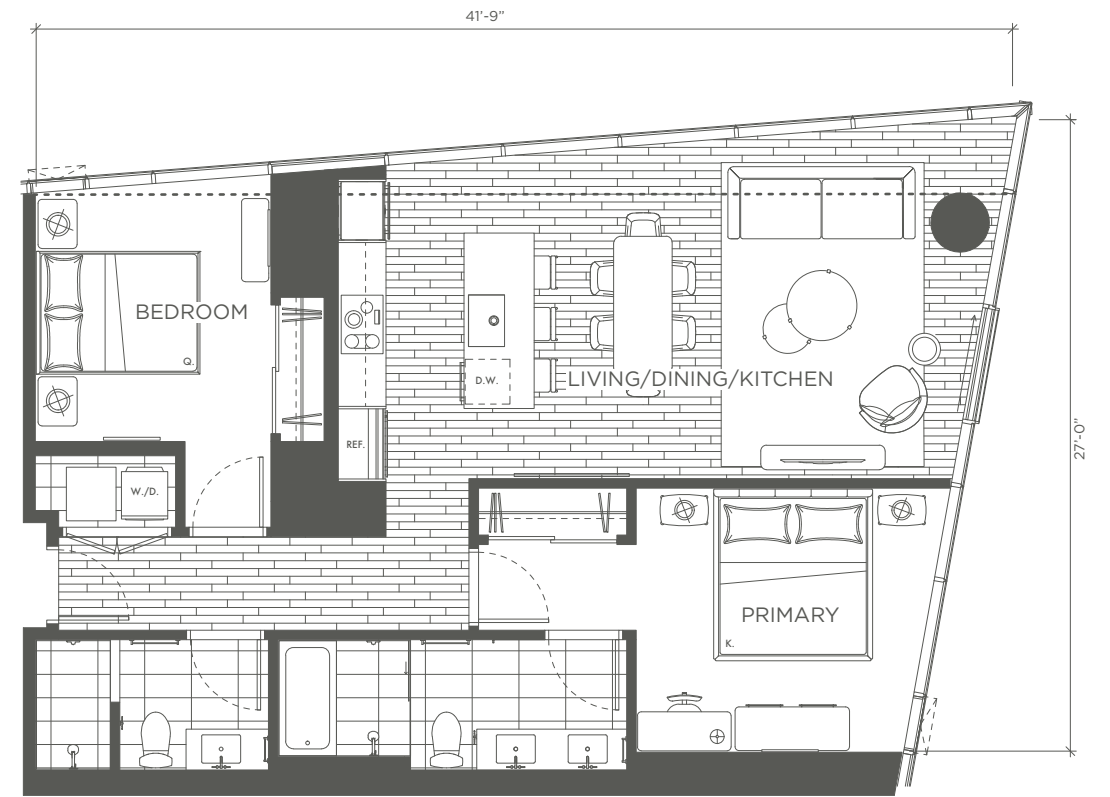 41'-9"
BEDROOM
Q.
D.W.
LIVING/DINING/KITCHEN
REF.
27'-0"
W./D.
PRIMARY
K.